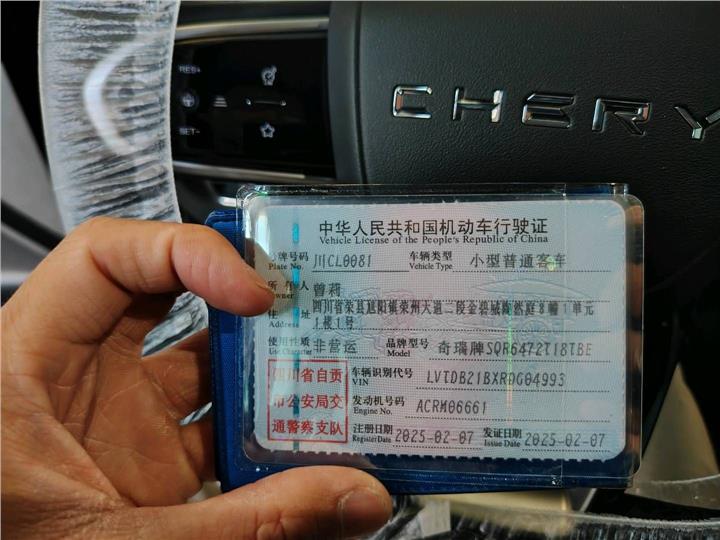 RES+
SET-
CHERY
中华人民共和国机动车行驶证
Vehicle License of the People's Republic of China
号牌号码 川CL0081 车辆类型 小型普通客车
Plate No. Vehicle Type
所有人 曾莉
Owner
住 址 四川省荣县旭阳镇荣州大道二段金碧威尊然庭8幢1单元
Address 1楼1号
使用性质 非营运 品牌型号 奇瑞牌SQR6472T18TBE
Use Character Model
四川省自贡 车辆识别代号 LVTDB21BXRDG04993
VIN
市公安局交 发动机号码 ACRM06661
Engine No.
通警察支队 注册日期 2025-02-07 发证日期 2025-02-07
Register Date Issue Date